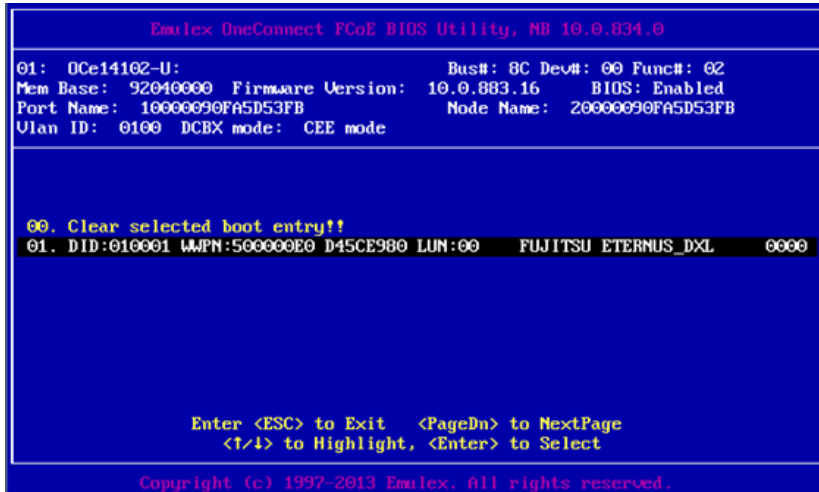 Emulex OneConnect FCoE BIOS Utility, NB 10.0.834.0
01: OCe14102-U: Bus#: 8C Dev#: 00 Func#: 02
Mem Base: 92040000 Firmware Version: 10.0.883.16 BIOS: Enabled
Port Name: 10000090FA5D53FB Node Name: 20000090FA5D53FB
Vlan ID: 0100 DCBX mode: CEE mode
00. Clear selected boot entry!!
01. DID:010001 WWPN:500000E0 D45CE980 LUN:00 FUJITSU ETERNUS_DXL 0000
Enter <ESC> to Exit <PageDn> to NextPage
<↑/↓> to Highlight, <Enter> to Select
Copyright (c) 1997-2013 Emulex. All rights reserved.